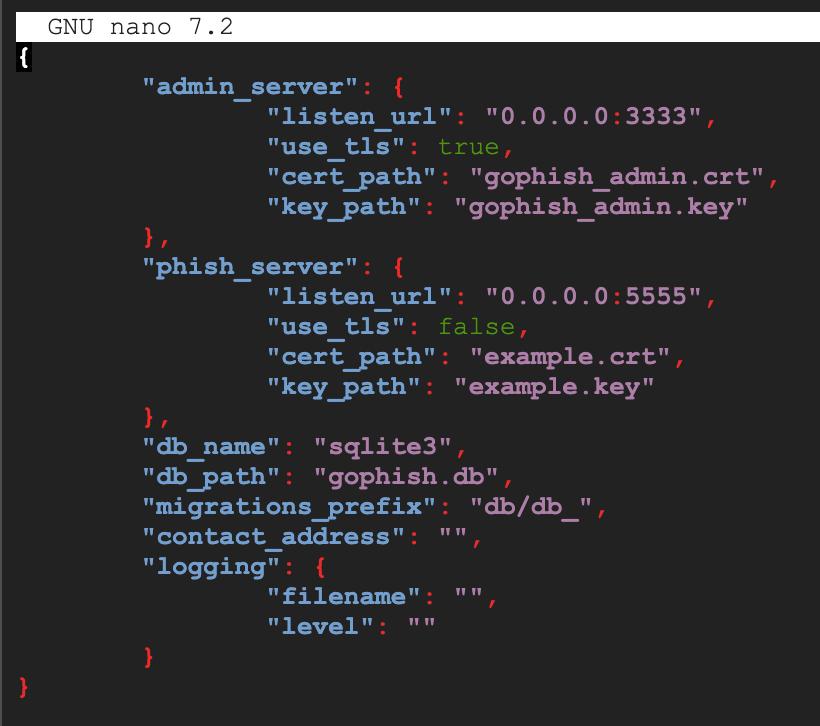 GNU nano 7.2
{
"admin_server": {
"listen_url": "0.0.0.0:3333",
"use_tls": true,
"cert_path": "gophish_admin.crt",
"key_path": "gophish_admin.key"
},
"phish_server": {
"listen_url": "0.0.0.0:5555",
"use_tls": false,
"cert_path": "example.crt",
"key_path": "example.key"
},
"db_name": "sqlite3",
"db_path": "gophish.db",
"migrations_prefix": "db/db_",
"contact_address": "",
"logging": {
"filename": "",
"level": ""
}
}